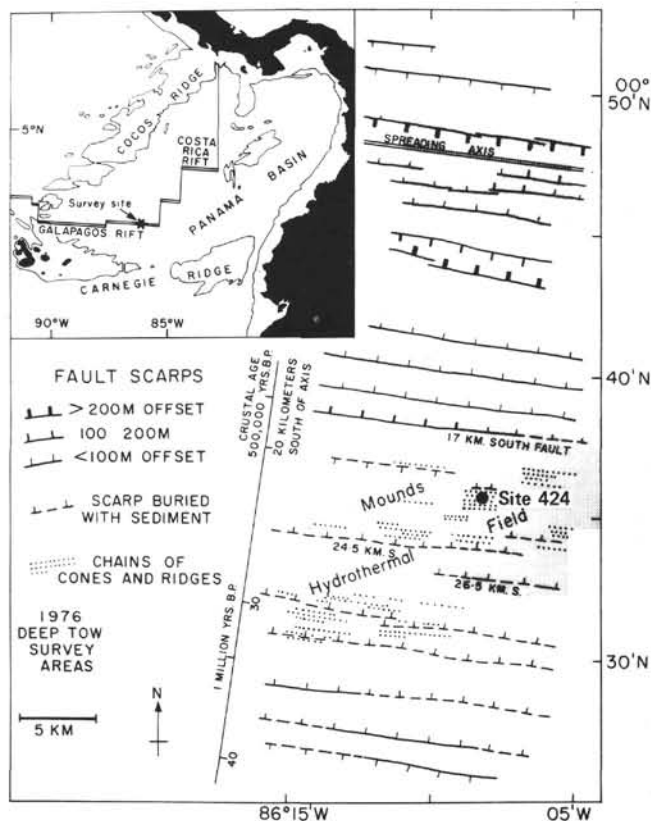 5°N
COCOS RIDGE
COSTA
RICA
RIFT
PANAMA BASIN
Survey site
GALAPAGOS RIFT
CARNEGIE RIDGE
90°W 85°W
00°
50'N
SPREADING AXIS
40'N
FAULT SCARPS
> 200M OFFSET
100 200M
<100M OFFSET
SCARP BURIED
WITH SEDIMENT
CHAINS OF
CONES AND RIDGES
1976
DEEP TOW
SURVEY
AREAS
N
5 KM
CRUSTAL AGE
500,000 YRS.B.P.
20 KILOMETERS
SOUTH OF AXIS
17 KM. SOUTH FAULT
Mounds
Site 424
Field
24·5 KM. S.
Hydrothermal
26·5 KM. S.
30
1 MILLION YRS. B.P.
30'N
40
86°15'W 05'W